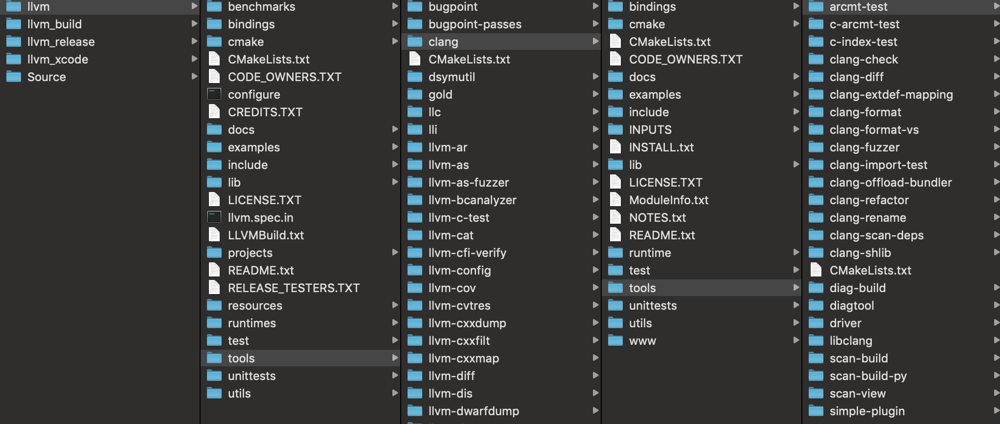 llvm
llvm_build
llvm_release
llvm_xcode
Source
benchmarks
bindings
cmake
CMakeLists.txt
CODE_OWNERS.TXT
configure
CREDITS.TXT
docs
examples
include
lib
LICENSE.TXT
llvm.spec.in
LLVMBuild.txt
projects
README.txt
RELEASE_TESTERS.TXT
resources
runtimes
test
tools
unittests
utils
bugpoint
bugpoint-passes
clang
CMakeLists.txt
dsymutil
gold
llc
lli
llvm-ar
llvm-as
llvm-as-fuzzer
llvm-bcanalyzer
llvm-c-test
llvm-cat
llvm-cfi-verify
llvm-config
llvm-cov
llvm-cvtres
llvm-cxxdump
llvm-cxxfilt
llvm-cxxmap
llvm-diff
llvm-dis
llvm-dwarfdump
bindings
cmake
CMakeLists.txt
CODE_OWNERS.TXT
docs
examples
include
INPUTS
INSTALL.txt
lib
LICENSE.TXT
ModuleInfo.txt
NOTES.txt
README.txt
runtime
test
tools
unittests
utils
www
arcmt-test
c-arcmt-test
c-index-test
clang-check
clang-diff
clang-extdef-mapping
clang-format
clang-format-vs
clang-fuzzer
clang-import-test
clang-offload-bundler
clang-refactor
clang-rename
clang-scan-deps
clang-shlib
CMakeLists.txt
diag-build
diagtool
driver
libclang
scan-build
scan-build-py
scan-view
simple-plugin